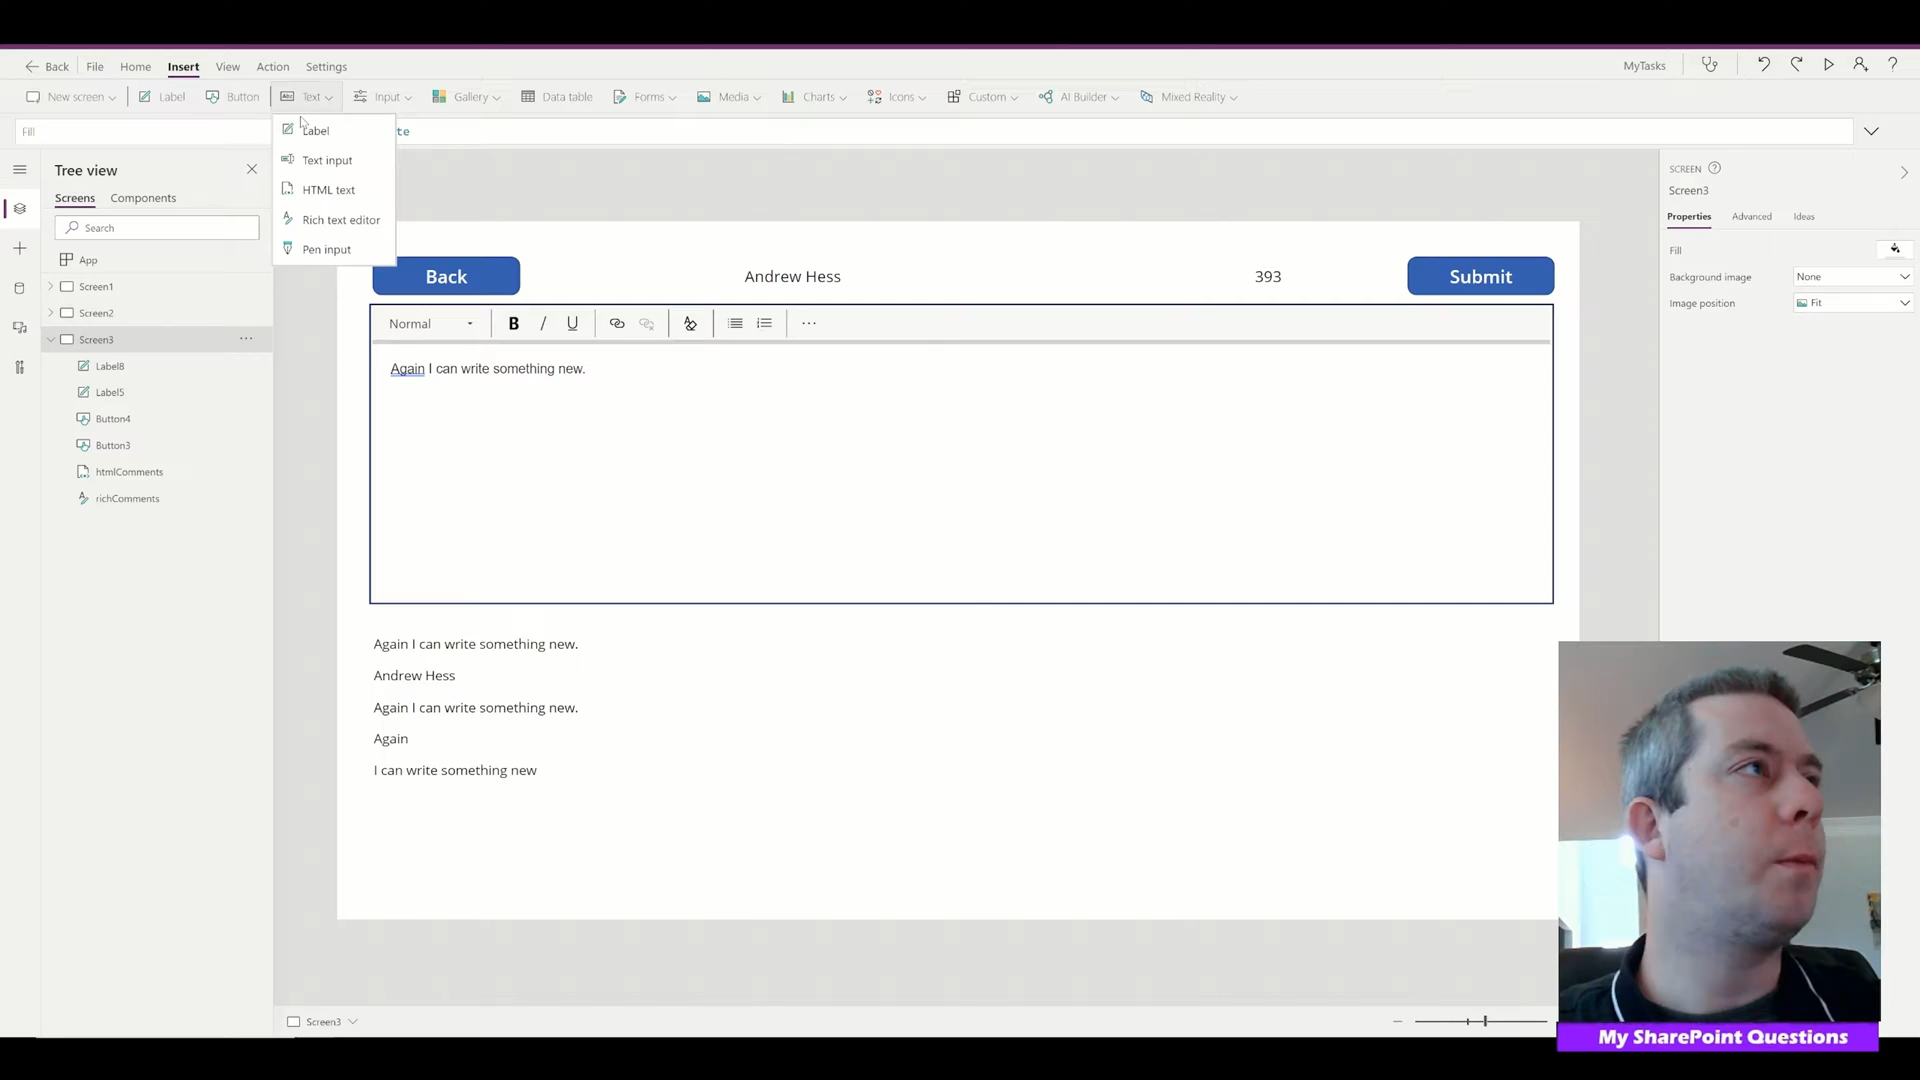 Back File Home Insert View Action Settings MyTasks
New screen Label Button Text Input Gallery Data table Forms Media Charts Icons Custom AI Builder Mixed Reality
Fill te
Label
Text input
HTML text
Rich text editor
Pen input
Tree view
Screens Components
Search
App
Screen1
Screen2
Screen3
Label8
Label5
Button4
Button3
htmlComments
richComments
Back Andrew Hess 393 Submit
Normal B / U
Again I can write something new.
Again I can write something new.
Andrew Hess
Again I can write something new.
Again
I can write something new
SCREEN
Screen3
Properties Advanced Ideas
Fill
Background image None
Image position Fit
Screen3
My SharePoint Questions